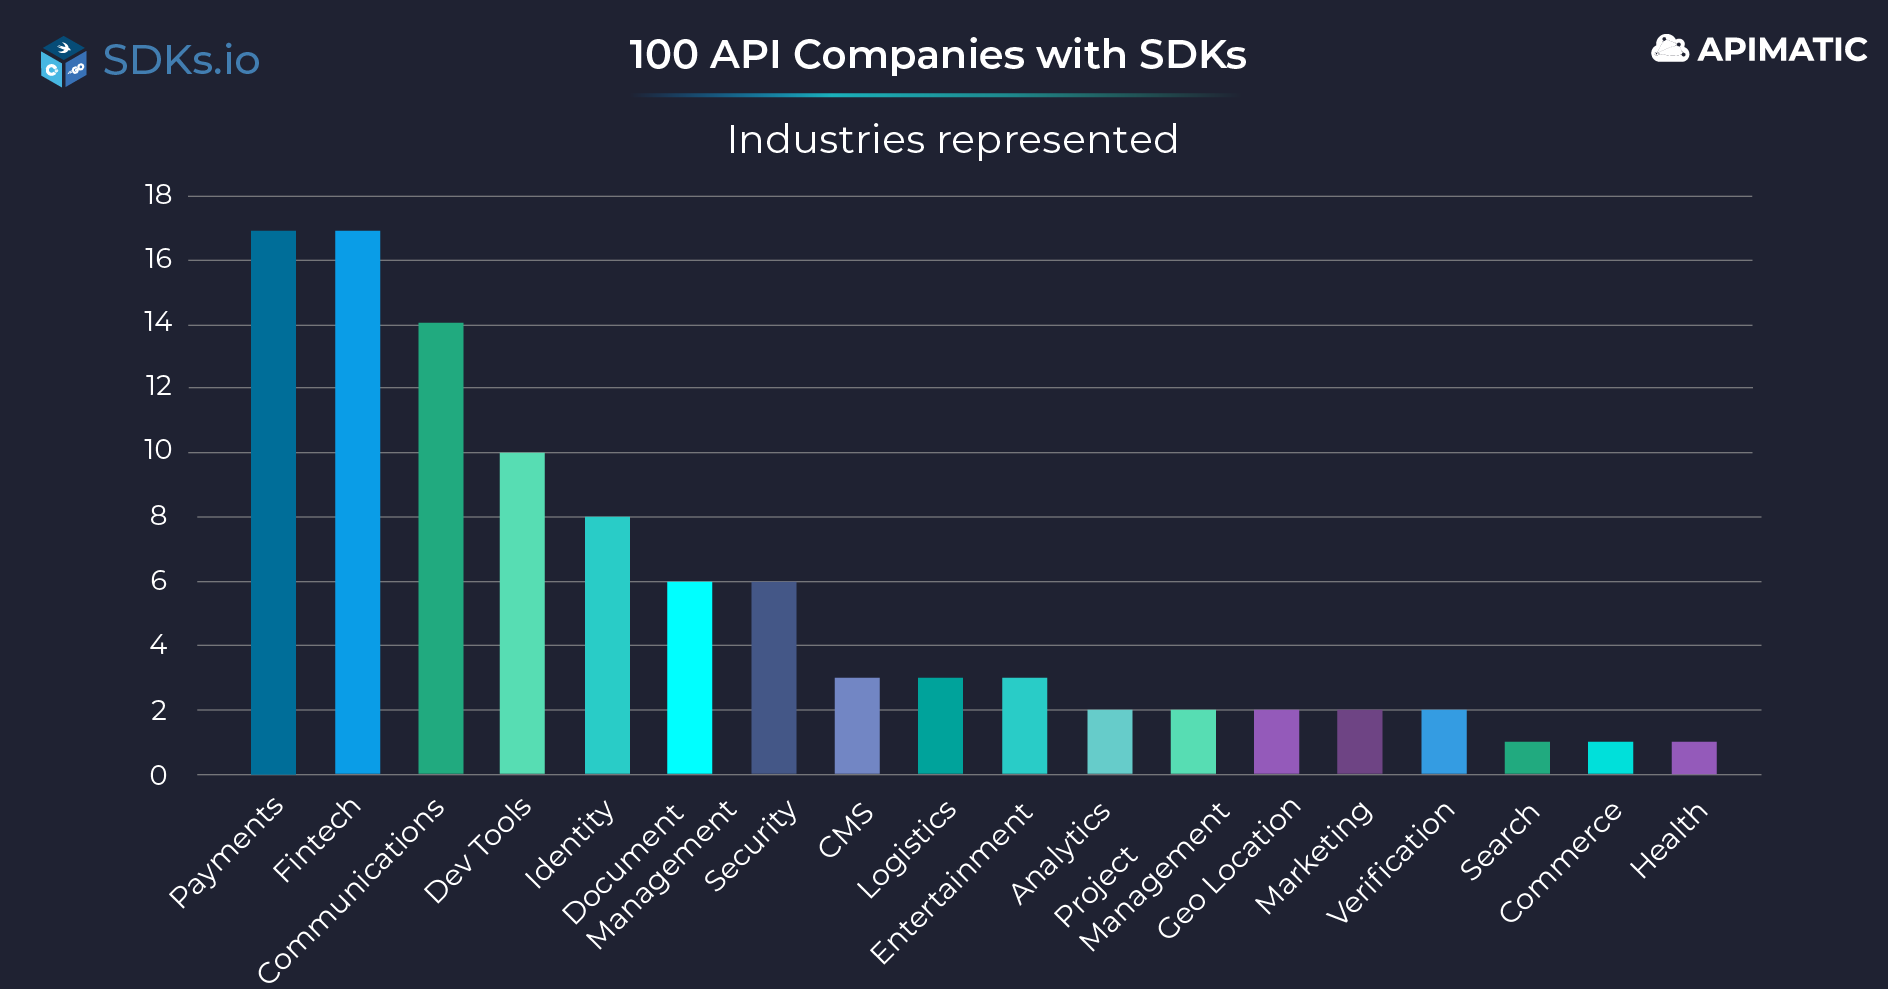 SDKs.io
100 API Companies with SDKs
APIMATIC
Industries represented
18
16
14
12
10
8
6
4
2
0
Payments
Fintech
Communications
Dev Tools
Identity
Document
Management
Security
CMS
Logistics
Entertainment
Analytics
Project
Management
Geo Location
Marketing
Verification
Search
Commerce
Health